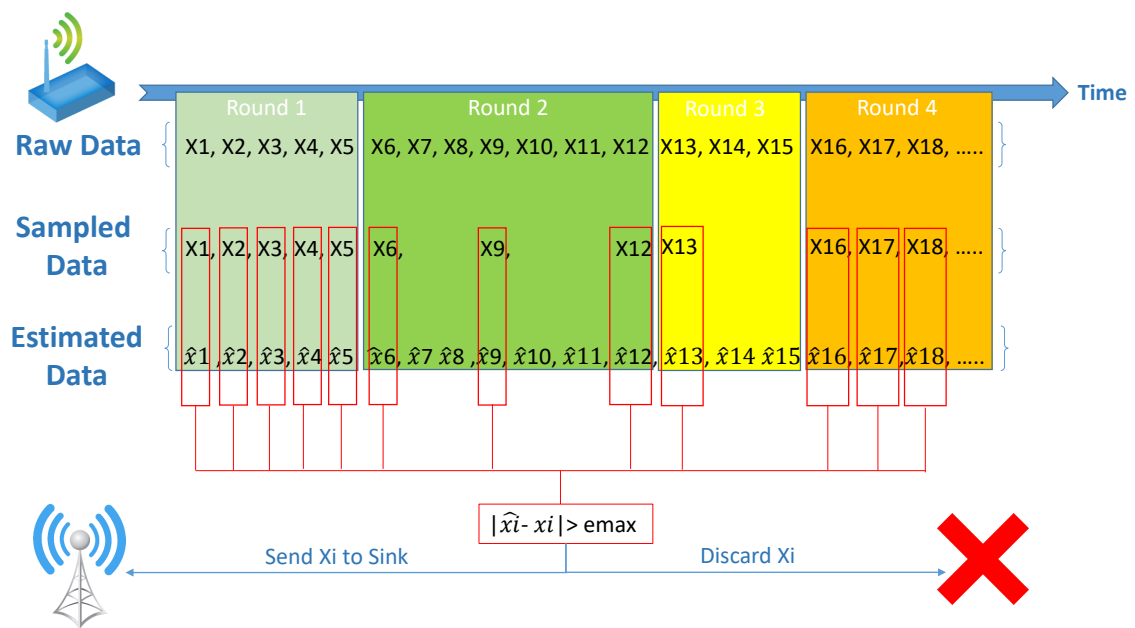 Time
Round 1
Round 2
Round 3
Round 4
Raw Data
X1, X2, X3, X4, X5
X6, X7, X8, X9, X10, X11, X12
X13, X14, X15
X16, X17, X18, .....
Sampled
Data
X1, X2, X3, X4, X5
X6,
X9,
X12
X13
X16, X17, X18, .....
Estimated
Data
x̂1 ,x̂2, x̂3, x̂4 x̂5
x̂6, x̂7 x̂8 ,x̂9, x̂10, x̂11, x̂12,
x̂13, x̂14 x̂15
x̂16, x̂17,x̂18, .....
|x̂i- xi|> emax
Send Xi to Sink
Discard Xi